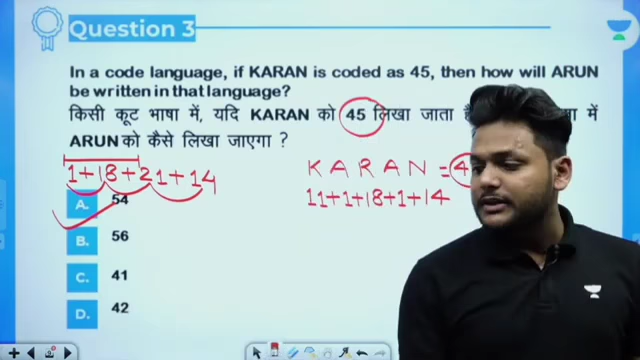 Question 3
In a code language, if KARAN is coded as 45, then how will ARUN
be written in that language?
किसी कूट भाषा में, यदि KARAN को 45 लिखा जाता में
ARUN को कैसे लिखा जाएगा ?
1+18+21+14
KARAN = 4
11+1+18+1+14
A. 54
B. 56
C. 41
D. 42